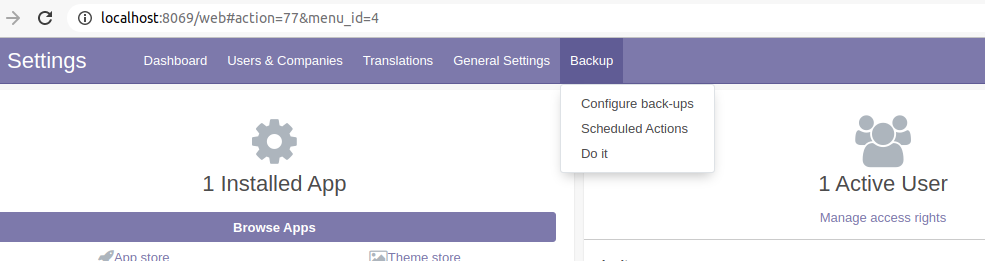 localhost:8069/web#action=77&menu_id=4
Settings Dashboard Users & Companies Translations General Settings Backup
Configure back-ups
Scheduled Actions
Do it
1 Installed App
Browse Apps
App store Theme store
1 Active User
Manage access rights